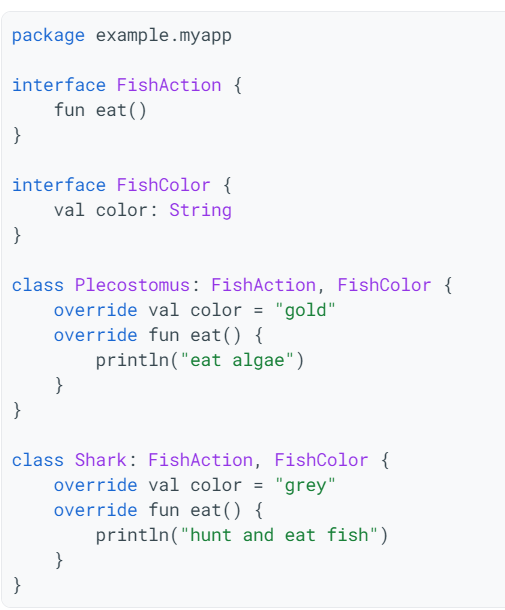 package example.myapp

interface FishAction {
    fun eat()
}

interface FishColor {
    val color: String
}

class Plecostomus: FishAction, FishColor {
    override val color = "gold"
    override fun eat() {
        println("eat algae")
    }
}

class Shark: FishAction, FishColor {
    override val color = "grey"
    override fun eat() {
        println("hunt and eat fish")
    }
}